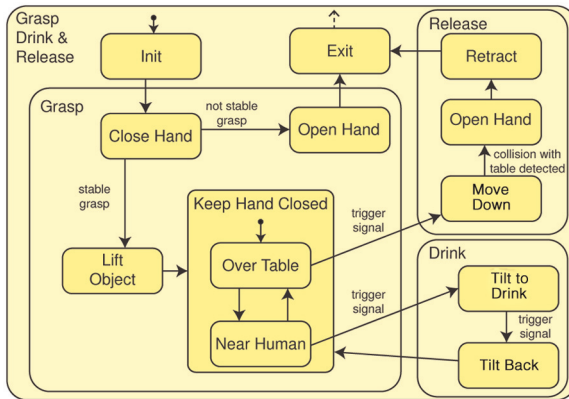 Grasp
Drink &
Release
Init
Exit
Release
Retract
Grasp
Close Hand
not stable
grasp
Open Hand
Open Hand
collision with
table detected
stable
grasp
Move
Down
Keep Hand Closed
trigger
signal
Lift
Object
Over Table
Drink
Tilt to
Drink
trigger
signal
trigger
signal
Near Human
Tilt Back